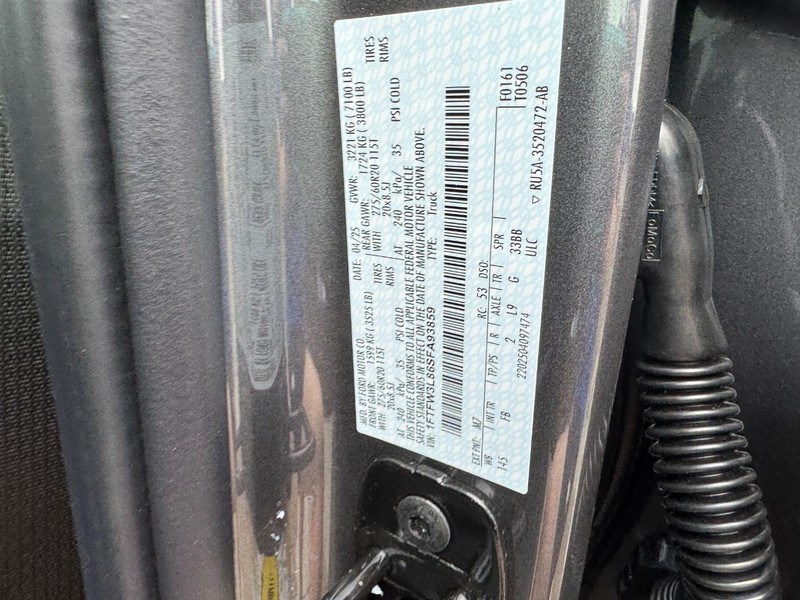 MFD. BY FORD MOTOR CO.
DATE: 04/25 GVWR: 3221 KG ( 7100 LB)
FRONT GAWR: 1599 KG ( 3525 LB) REAR GAWR: 1724 KG ( 3800 LB)
WITH 275/60R20 115T TIRES WITH 275/60R20 115T TIRES
20x8.5J RIMS 20x8.5J RIMS
AT 240 kPa/ 35 PSI COLD AT 240 kPa/ 35 PSI COLD
THIS VEHICLE CONFORMS TO ALL APPLICABLE FEDERAL MOTOR VEHICLE
SAFETY STANDARDS IN EFFECT ON THE DATE OF MANUFACTURE SHOWN ABOVE.
VIN: 1FTFW3L86SFA93859 TYPE: Truck
EXT PNT: M7 RC: 53 DSO: F0161
WB INT TR TP/PS R AXLE TR SPR T0506
145 FB 2 L9 G 33BB
2202504097474 ULC ▽ RU5A-3520472-AB
FoMoCo